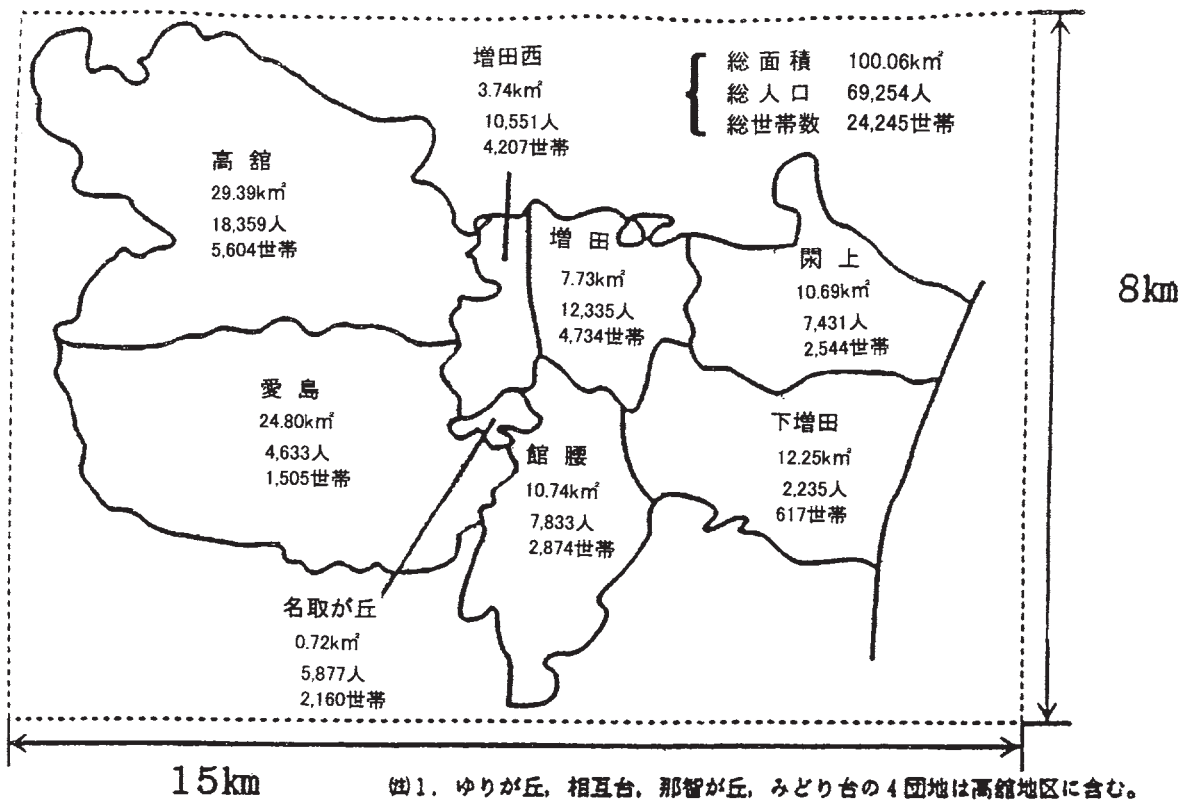 増田西
3.74km²
10,551人
4,207世帯
総面積 100.06km²
総人口 69,254人
総世帯数 24,245世帯
高舘
29.39km²
18,359人
5,604世帯
増田
7.73km²
12,335人
4,734世帯
閖上
10.69km²
7,431人
2,544世帯
8km
愛島
24.80km²
4,633人
1,505世帯
下増田
12.25km²
2,235人
617世帯
館腰
10.74km²
7,833人
2,874世帯
名取が丘
0.72km²
5,877人
2,160世帯
15km
㊟1. ゆりが丘, 相互台, 那智が丘, みどり台の4団地は高舘地区に含む。